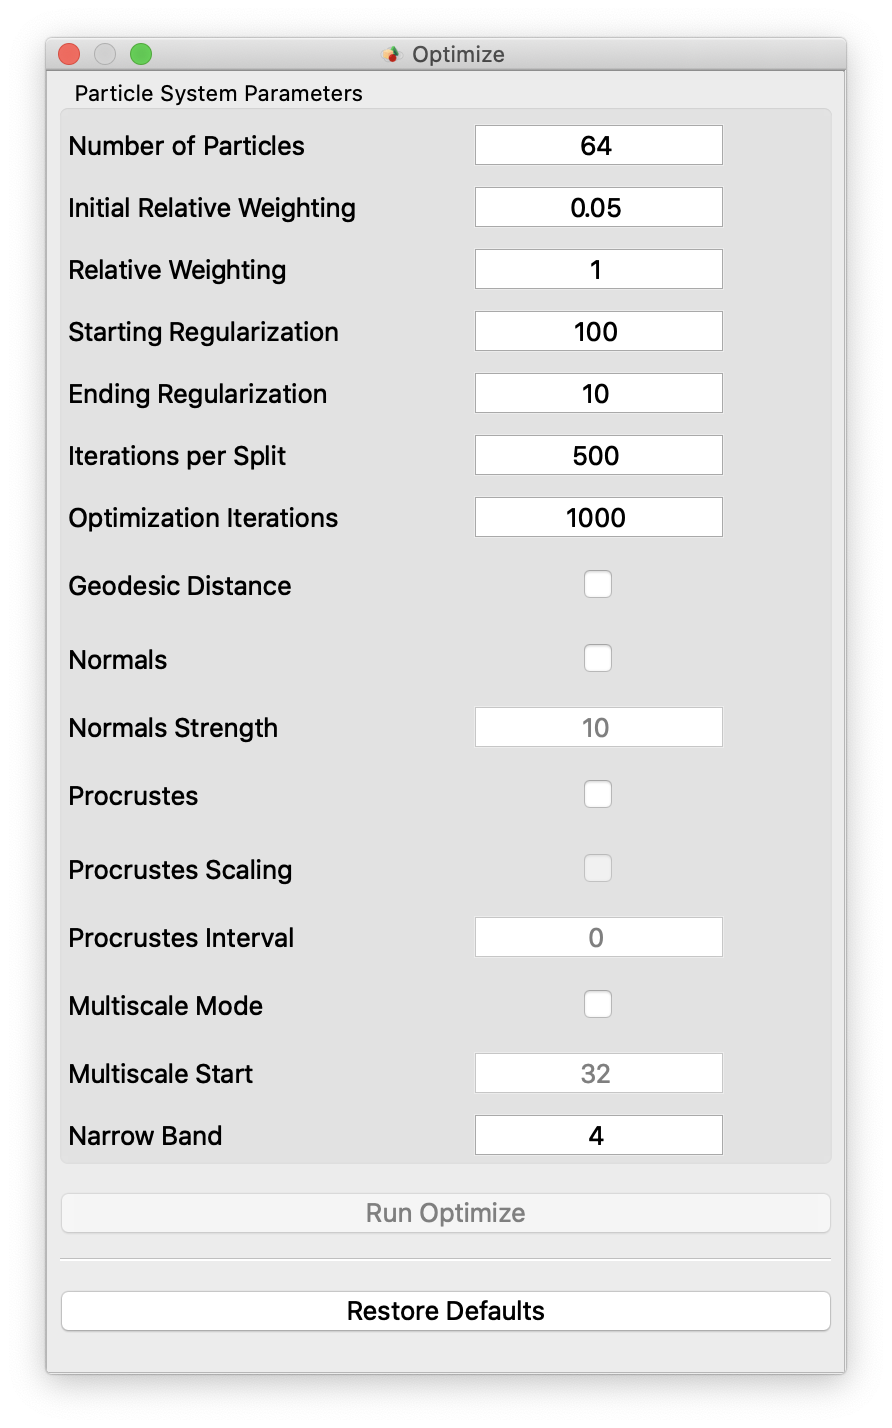 Optimize
Particle System Parameters
Number of Particles 64
Initial Relative Weighting 0.05
Relative Weighting 1
Starting Regularization 100
Ending Regularization 10
Iterations per Split 500
Optimization Iterations 1000
Geodesic Distance
Normals
Normals Strength 10
Procrustes
Procrustes Scaling
Procrustes Interval 0
Multiscale Mode
Multiscale Start 32
Narrow Band 4
Run Optimize
Restore Defaults